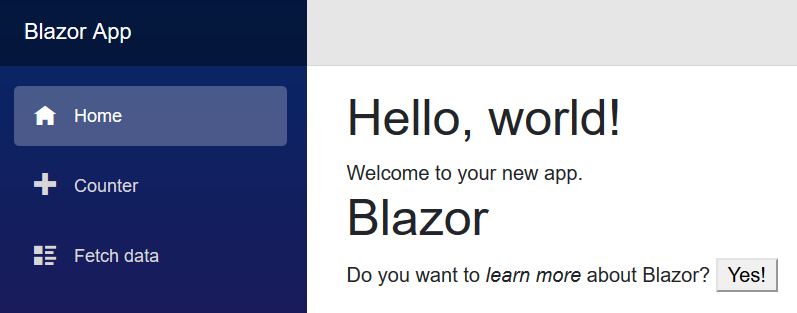 Blazor App
Home
Counter
Fetch data
Hello, world!
Welcome to your new app.
Blazor
Do you want to learn more about Blazor? Yes!